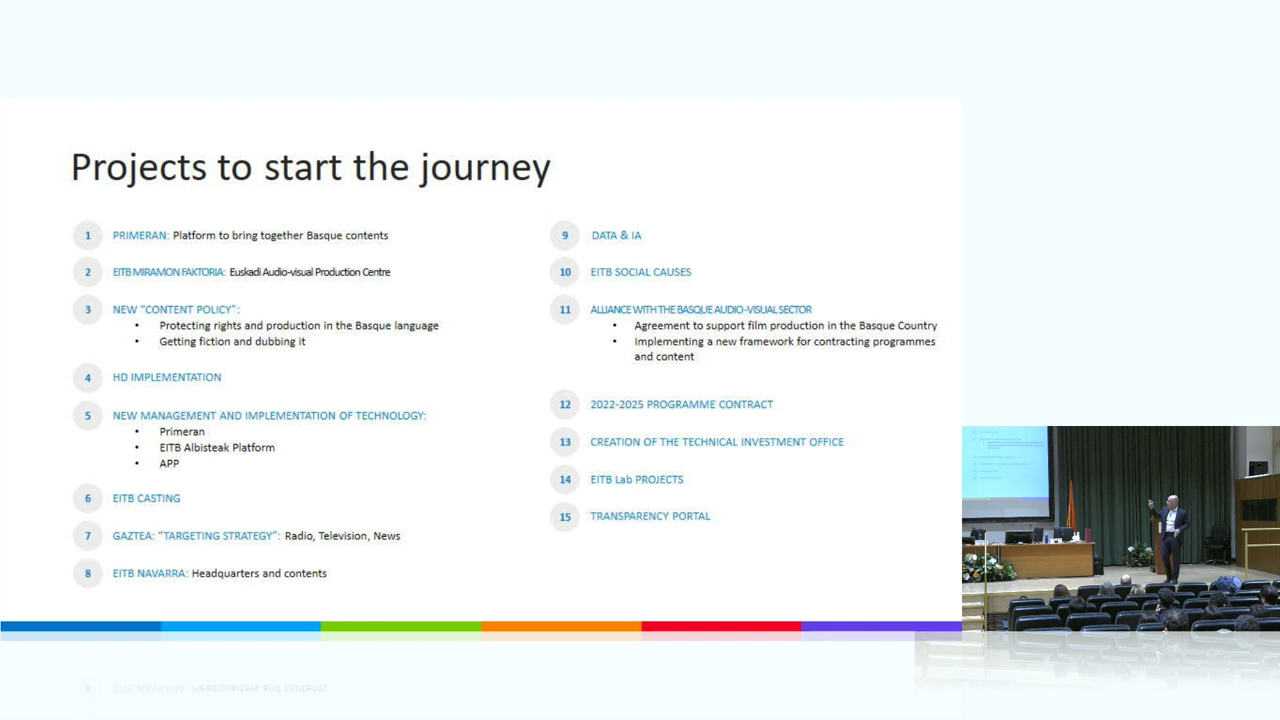 Projects to start the journey
1 PRIMERAN: Platform to bring together Basque contents
2 EITB MIRAMON FAKTORIA: Euskadi Audio-visual Production Centre
3 NEW “CONTENT POLICY”:
• Protecting rights and production in the Basque language
• Getting fiction and dubbing it
4 HD IMPLEMENTATION
5 NEW MANAGEMENT AND IMPLEMENTATION OF TECHNOLOGY:
• Primeran
• EITB Albisteak Platform
• APP
6 EITB CASTING
7 GAZTEA: “TARGETING STRATEGY”: Radio, Television, News
8 EITB NAVARRA: Headquarters and contents
9 DATA & IA
10 EITB SOCIAL CAUSES
11 ALLIANCE WITH THE BASQUE AUDIO-VISUAL SECTOR
• Agreement to support film production in the Basque Country
• Implementing a new framework for contracting programmes
and content
12 2022-2025 PROGRAMME CONTRACT
13 CREATION OF THE TECHNICAL INVESTMENT OFFICE
14 EITB Lab PROJECTS
15 TRANSPARENCY PORTAL